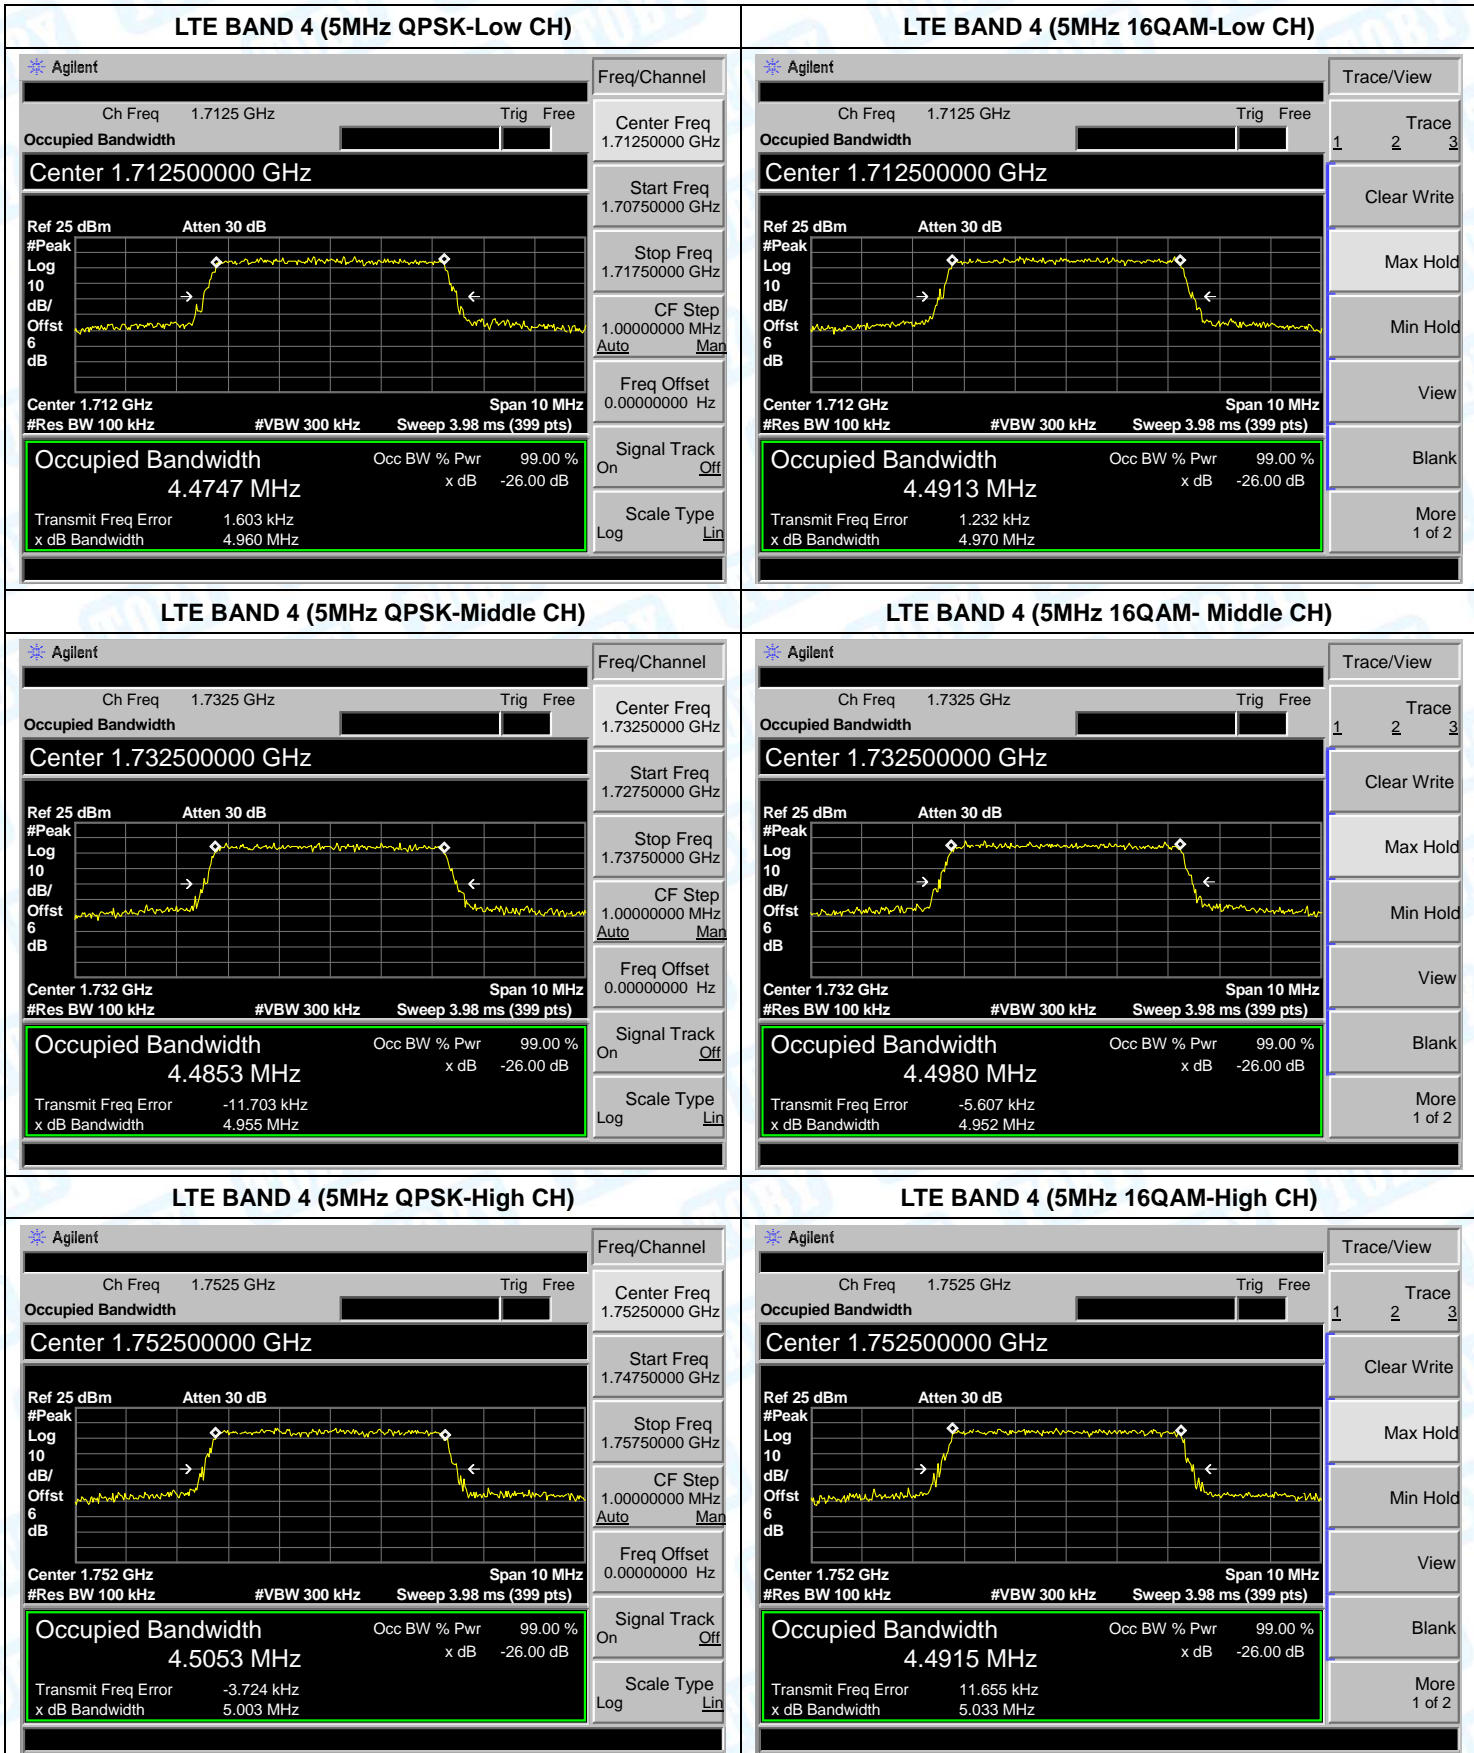 LTE BAND 4 (5MHz QPSK-Low CH)
Agilent
Freq/Channel
Ch Freq 1.7125 GHz Trig Free
Occupied Bandwidth
Center 1.712500000 GHz
Ref 25 dBm Atten 30 dB
#Peak
Log
10
dB/
Offst
6
dB
Center 1.712 GHz Span 10 MHz
#Res BW 100 kHz #VBW 300 kHz Sweep 3.98 ms (399 pts)
Occupied Bandwidth Occ BW % Pwr 99.00 %
4.4747 MHz x dB -26.00 dB
Transmit Freq Error 1.603 kHz
x dB Bandwidth 4.960 MHz
Center Freq
1.71250000 GHz
Start Freq
1.70750000 GHz
Stop Freq
1.71750000 GHz
CF Step
1.00000000 MHz
Auto Man
Freq Offset
0.00000000 Hz
Signal Track
On Off
Scale Type
Log Lin
LTE BAND 4 (5MHz 16QAM-Low CH)
Agilent
Trace/View
Ch Freq 1.7125 GHz Trig Free
Occupied Bandwidth
Center 1.712500000 GHz
Ref 25 dBm Atten 30 dB
#Peak
Log
10
dB/
Offst
6
dB
Center 1.712 GHz Span 10 MHz
#Res BW 100 kHz #VBW 300 kHz Sweep 3.98 ms (399 pts)
Occupied Bandwidth Occ BW % Pwr 99.00 %
4.4913 MHz x dB -26.00 dB
Transmit Freq Error 1.232 kHz
x dB Bandwidth 4.970 MHz
Trace
1 2 3
Clear Write
Max Hold
Min Hold
View
Blank
More
1 of 2
LTE BAND 4 (5MHz QPSK-Middle CH)
Agilent
Freq/Channel
Ch Freq 1.7325 GHz Trig Free
Occupied Bandwidth
Center 1.732500000 GHz
Ref 25 dBm Atten 30 dB
#Peak
Log
10
dB/
Offst
6
dB
Center 1.732 GHz Span 10 MHz
#Res BW 100 kHz #VBW 300 kHz Sweep 3.98 ms (399 pts)
Occupied Bandwidth Occ BW % Pwr 99.00 %
4.4853 MHz x dB -26.00 dB
Transmit Freq Error -11.703 kHz
x dB Bandwidth 4.955 MHz
Center Freq
1.73250000 GHz
Start Freq
1.72750000 GHz
Stop Freq
1.73750000 GHz
CF Step
1.00000000 MHz
Auto Man
Freq Offset
0.00000000 Hz
Signal Track
On Off
Scale Type
Log Lin
LTE BAND 4 (5MHz 16QAM- Middle CH)
Agilent
Trace/View
Ch Freq 1.7325 GHz Trig Free
Occupied Bandwidth
Center 1.732500000 GHz
Ref 25 dBm Atten 30 dB
#Peak
Log
10
dB/
Offst
6
dB
Center 1.732 GHz Span 10 MHz
#Res BW 100 kHz #VBW 300 kHz Sweep 3.98 ms (399 pts)
Occupied Bandwidth Occ BW % Pwr 99.00 %
4.4980 MHz x dB -26.00 dB
Transmit Freq Error -5.607 kHz
x dB Bandwidth 4.952 MHz
Trace
1 2 3
Clear Write
Max Hold
Min Hold
View
Blank
More
1 of 2
LTE BAND 4 (5MHz QPSK-High CH)
Agilent
Freq/Channel
Ch Freq 1.7525 GHz Trig Free
Occupied Bandwidth
Center 1.752500000 GHz
Ref 25 dBm Atten 30 dB
#Peak
Log
10
dB/
Offst
6
dB
Center 1.752 GHz Span 10 MHz
#Res BW 100 kHz #VBW 300 kHz Sweep 3.98 ms (399 pts)
Occupied Bandwidth Occ BW % Pwr 99.00 %
4.5053 MHz x dB -26.00 dB
Transmit Freq Error -3.724 kHz
x dB Bandwidth 5.003 MHz
Center Freq
1.75250000 GHz
Start Freq
1.74750000 GHz
Stop Freq
1.75750000 GHz
CF Step
1.00000000 MHz
Auto Man
Freq Offset
0.00000000 Hz
Signal Track
On Off
Scale Type
Log Lin
LTE BAND 4 (5MHz 16QAM-High CH)
Agilent
Trace/View
Ch Freq 1.7525 GHz Trig Free
Occupied Bandwidth
Center 1.752500000 GHz
Ref 25 dBm Atten 30 dB
#Peak
Log
10
dB/
Offst
6
dB
Center 1.752 GHz Span 10 MHz
#Res BW 100 kHz #VBW 300 kHz Sweep 3.98 ms (399 pts)
Occupied Bandwidth Occ BW % Pwr 99.00 %
4.4915 MHz x dB -26.00 dB
Transmit Freq Error 11.655 kHz
x dB Bandwidth 5.033 MHz
Trace
1 2 3
Clear Write
Max Hold
Min Hold
View
Blank
More
1 of 2